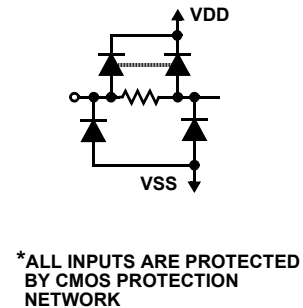 VDD
VSS
*ALL INPUTS ARE PROTECTED
BY CMOS PROTECTION
NETWORK